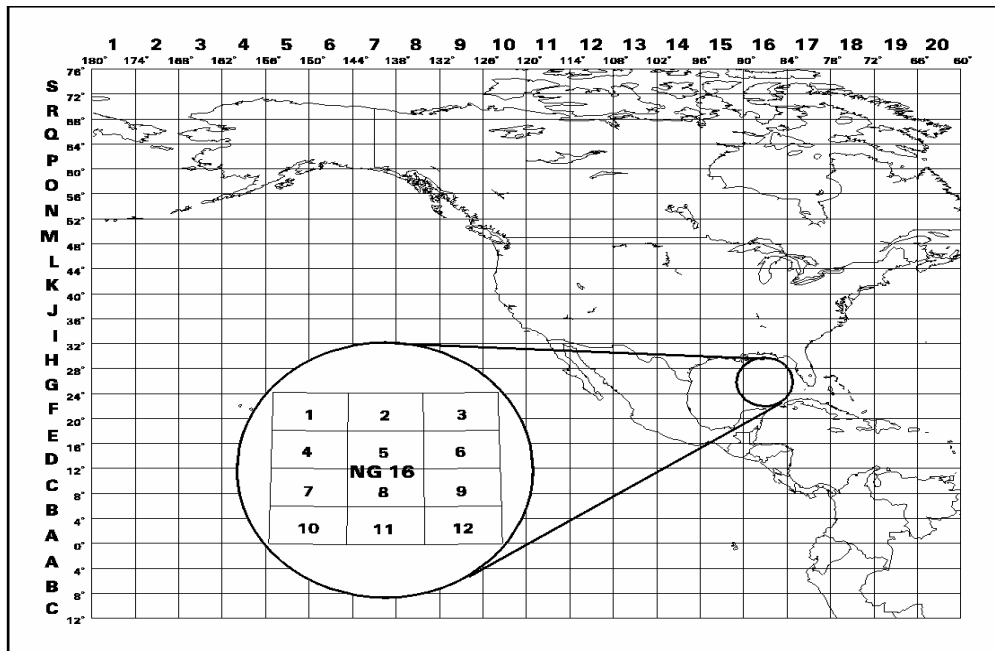 1 2 3 4 5 6 7 8 9 10 11 12 13 14 15 16 17 18 19 20
180° 174° 168° 162° 156° 150° 144° 138° 132° 126° 120° 114° 108° 102° 96° 90° 84° 78° 72° 66° 60°
76°
S
72°
R
68°
Q
64°
P
60°
O
56°
N
52°
M
48°
L
44°
K
40°
J
36°
I
32°
H
28°
G
24°
F
20°
E
16°
D
12°
C
8°
B
4°
A
0°
A
4°
B
8°
C
12°
1 2 3
4 5 6
NG 16
7 8 9
10 11 12